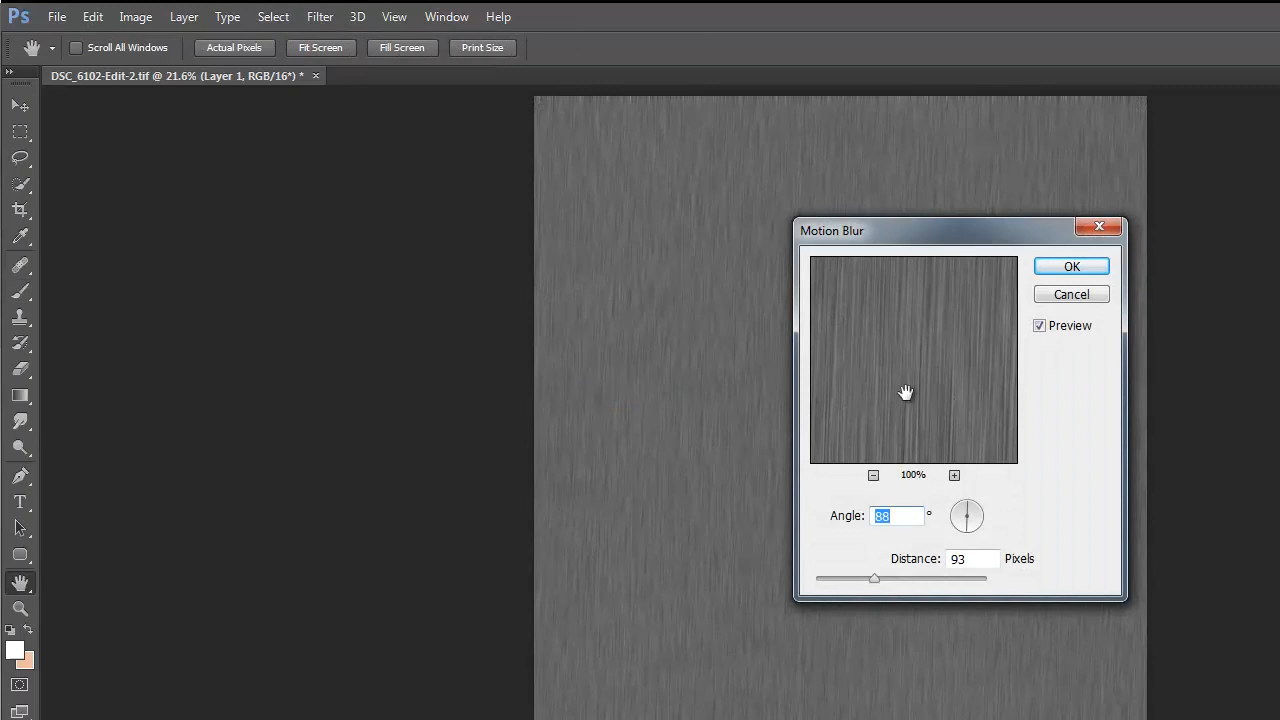 Ps File Edit Image Layer Type Select Filter 3D View Window Help
Scroll All Windows Actual Pixels Fit Screen Fill Screen Print Size
DSC_6102-Edit-2.tif @ 21.6% (Layer 1, RGB/16*) * ×
Motion Blur
OK
Cancel
Preview
100%
Angle: 88 °
Distance: 93 Pixels